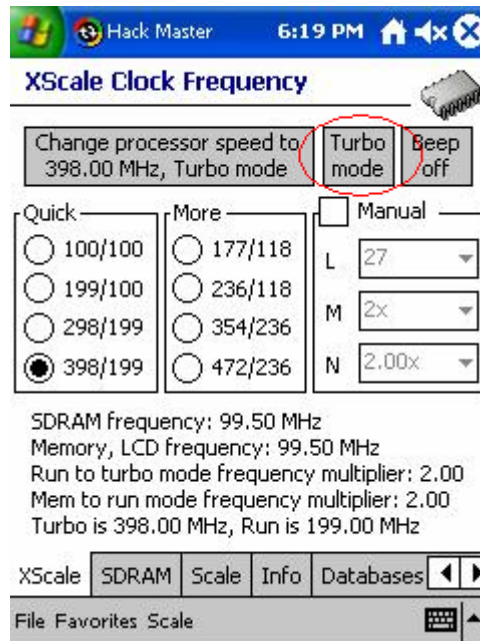 Hack Master 6:19 PM
XScale Clock Frequency
Change processor speed to
398.00 MHz, Turbo mode
Turbo
mode
Beep
off
Quick
100/100
199/100
298/199
398/199
More
177/118
236/118
354/236
472/236
Manual
L 27
M 2x
N 2.00x
SDRAM frequency: 99.50 MHz
Memory, LCD frequency: 99.50 MHz
Run to turbo mode frequency multiplier: 2.00
Mem to run mode frequency multiplier: 2.00
Turbo is 398.00 MHz, Run is 199.00 MHz
XScale SDRAM Scale Info Databases
File Favorites Scale